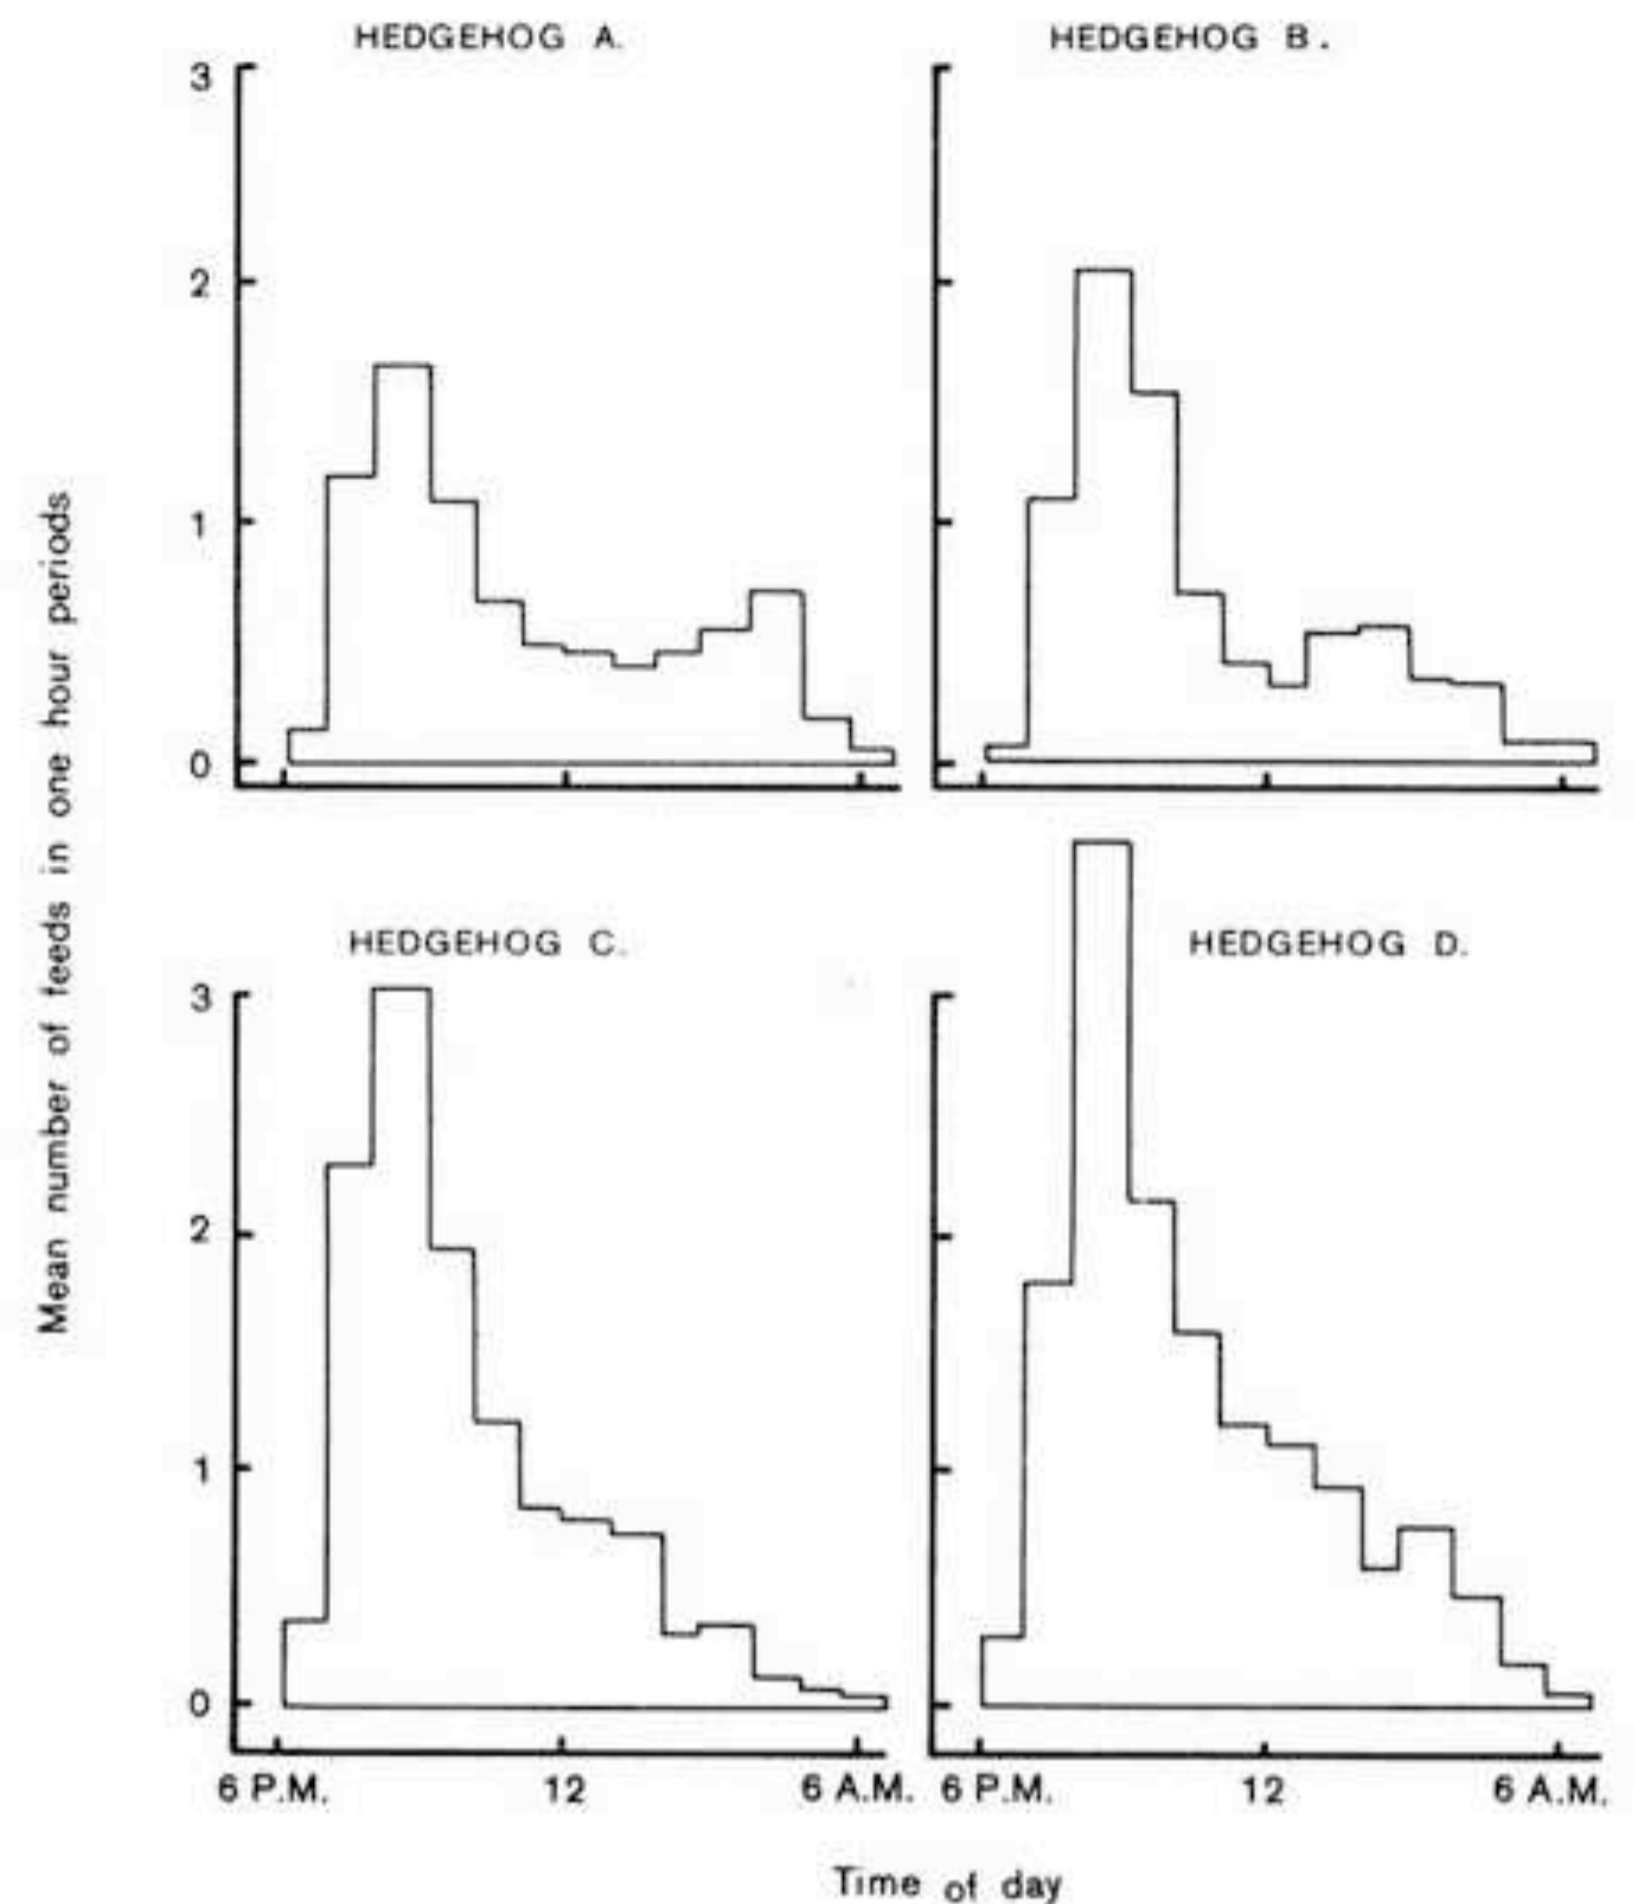 HEDGEHOG A.
HEDGEHOG B.
3
2
1
0
Mean number of feeds in one hour periods
HEDGEHOG C.
HEDGEHOG D.
3
2
1
0
6 P.M. 12 6 A.M. 6 P.M. 12 6 A.M.
Time of day